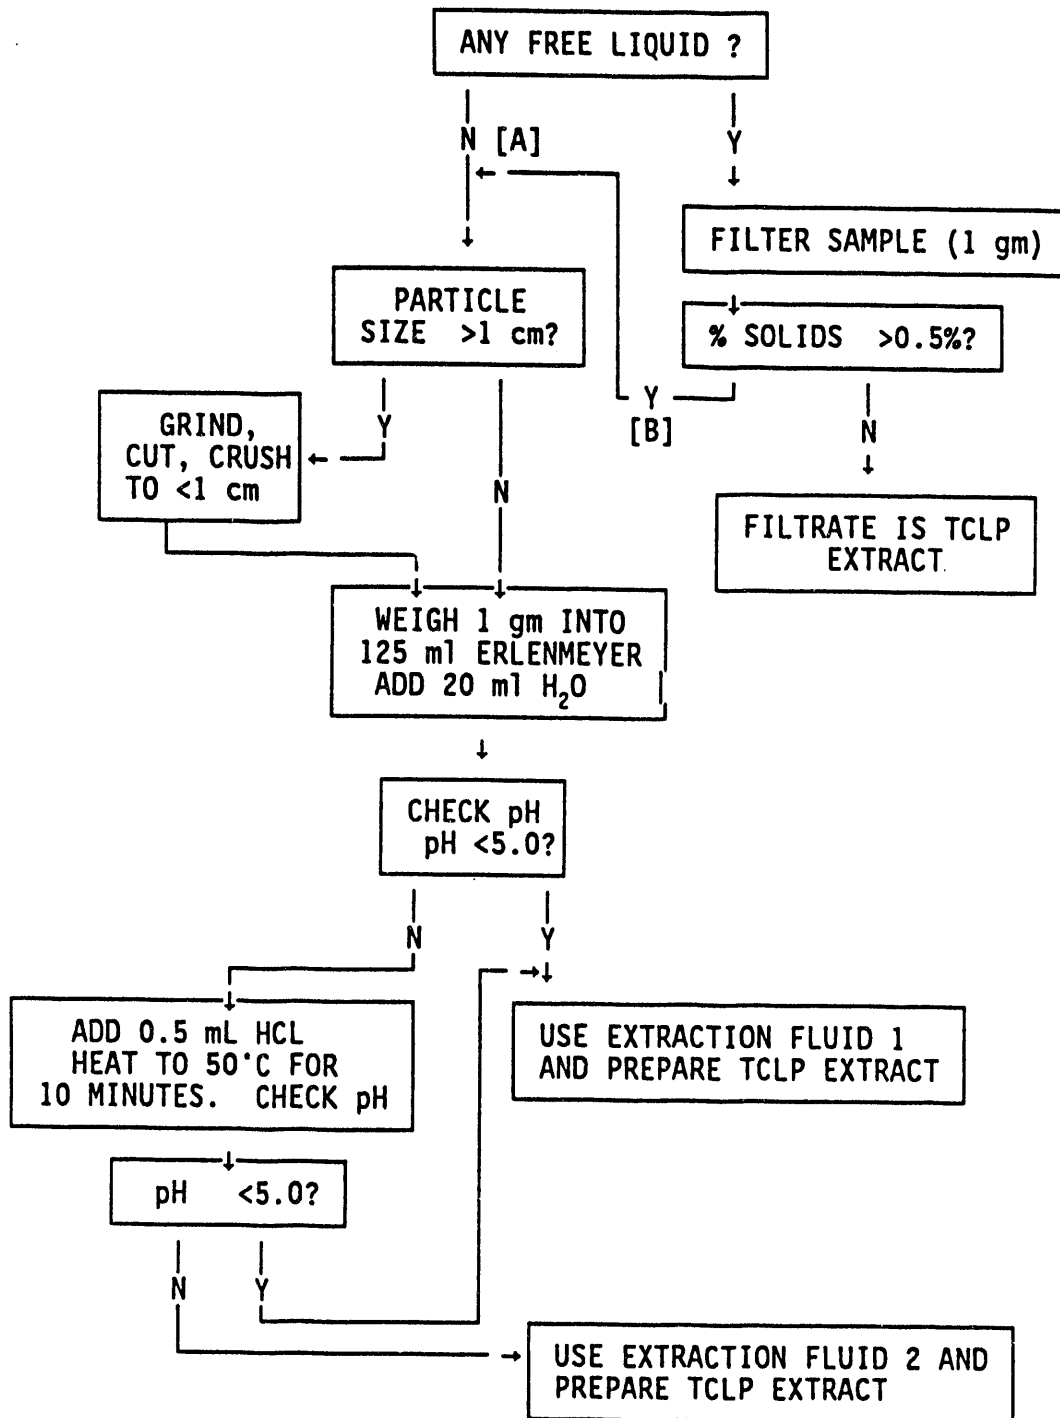 ANY FREE LIQUID ?
N [A]
Y
FILTER SAMPLE (1 gm)
PARTICLE
SIZE >1 cm?
% SOLIDS >0.5%?
Y
[B]
N
Y
GRIND,
CUT, CRUSH
TO <1 cm
N
FILTRATE IS TCLP
EXTRACT
WEIGH 1 gm INTO
125 ml ERLENMEYER
ADD 20 ml H₂O
CHECK pH
pH <5.0?
N
Y
ADD 0.5 mL HCL
HEAT TO 50°C FOR
10 MINUTES. CHECK pH
USE EXTRACTION FLUID 1
AND PREPARE TCLP EXTRACT
pH <5.0?
N
Y
USE EXTRACTION FLUID 2 AND
PREPARE TCLP EXTRACT